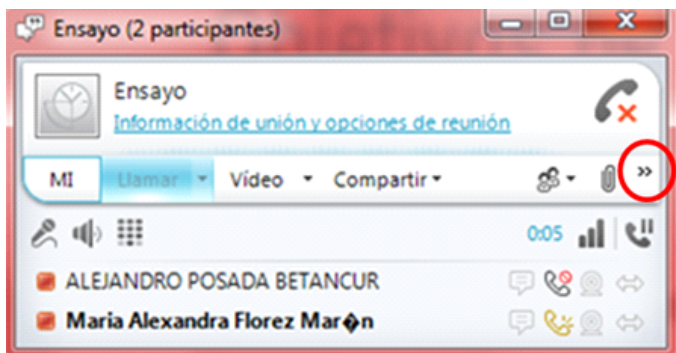 Ensayo (2 participantes)
Ensayo
Información de unión y opciones de reunión
MI Llamar Vídeo Compartir »
0:05
ALEJANDRO POSADA BETANCUR
Maria Alexandra Florez Mar�n